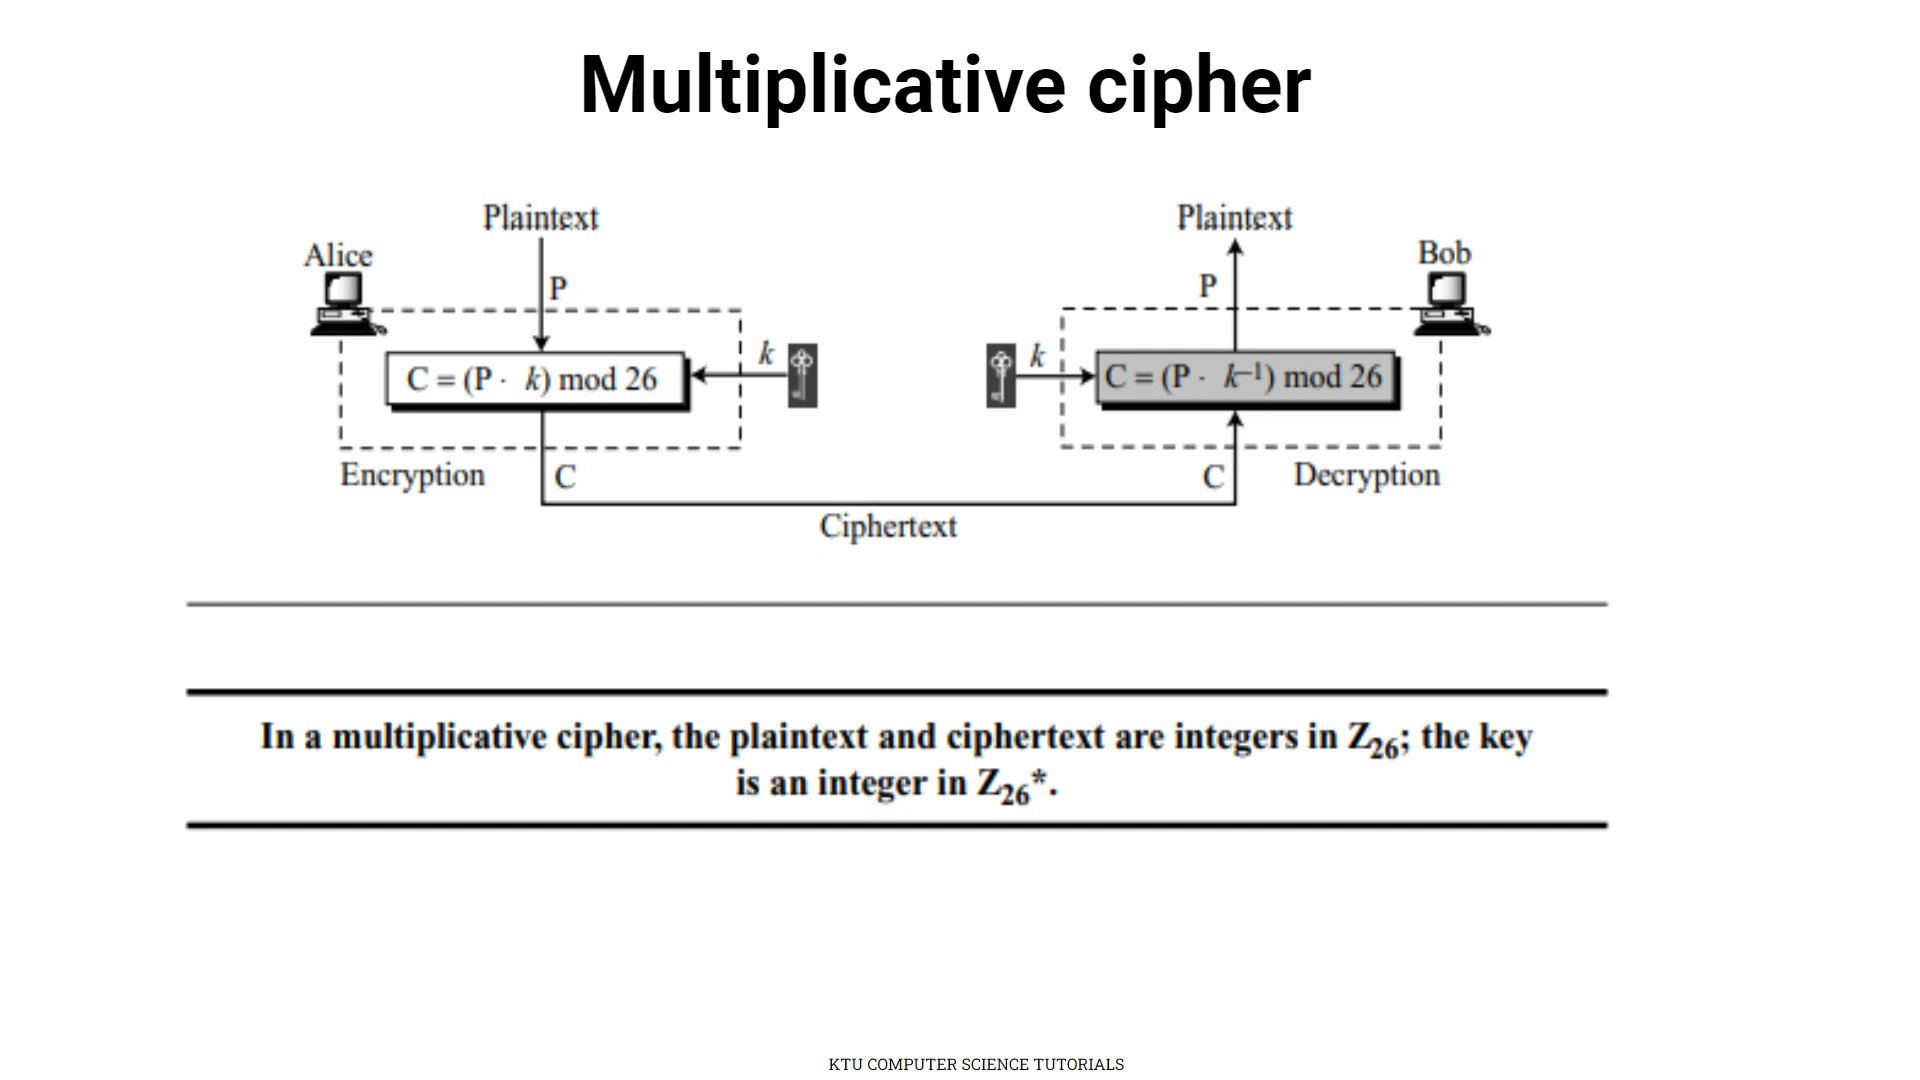 Multiplicative cipher
Plaintext
Plaintext
Alice
Bob
P
P
k
k
C = (P · k) mod 26
C = (P · k⁻¹) mod 26
Encryption
C
C
Decryption
Ciphertext
In a multiplicative cipher, the plaintext and ciphertext are integers in Z₂₆; the key
is an integer in Z₂₆*.
KTU COMPUTER SCIENCE TUTORIALS